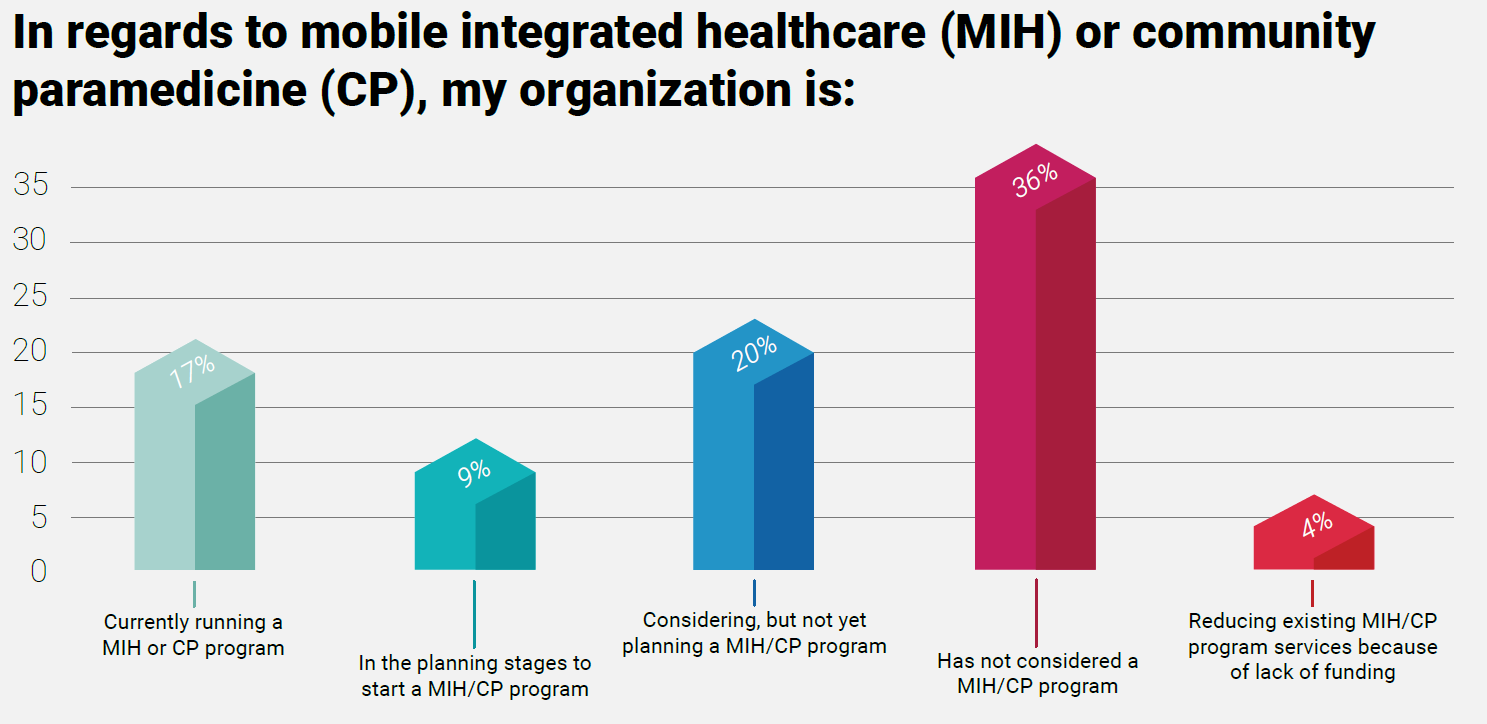 In regards to mobile integrated healthcare (MIH) or community
paramedicine (CP), my organization is:
35
30
25
20
15
10
5
0
17%
9%
20%
36%
4%
Currently running a
MIH or CP program
In the planning stages to
start a MIH/CP program
Considering, but not yet
planning a MIH/CP program
Has not considered a
MIH/CP program
Reducing existing MIH/CP
program services because
of lack of funding